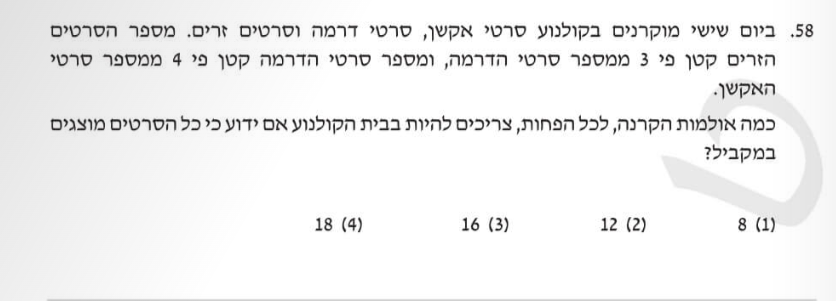 58. ביום שישי מוקרנים בקולנוע סרטי אקשן, סרטי דרמה וסרטים זרים. מספר הסרטים
הזרים קטן פי 3 ממספר סרטי הדרמה, ומספר סרטי הדרמה קטן פי 4 ממספר סרטי
האקשן.
כמה אולמות הקרנה, לכל הפחות, צריכים להיות בבית הקולנוע אם ידוע כי כל הסרטים מוצגים
במקביל?
(1) 8 (2) 12 (3) 16 (4) 18